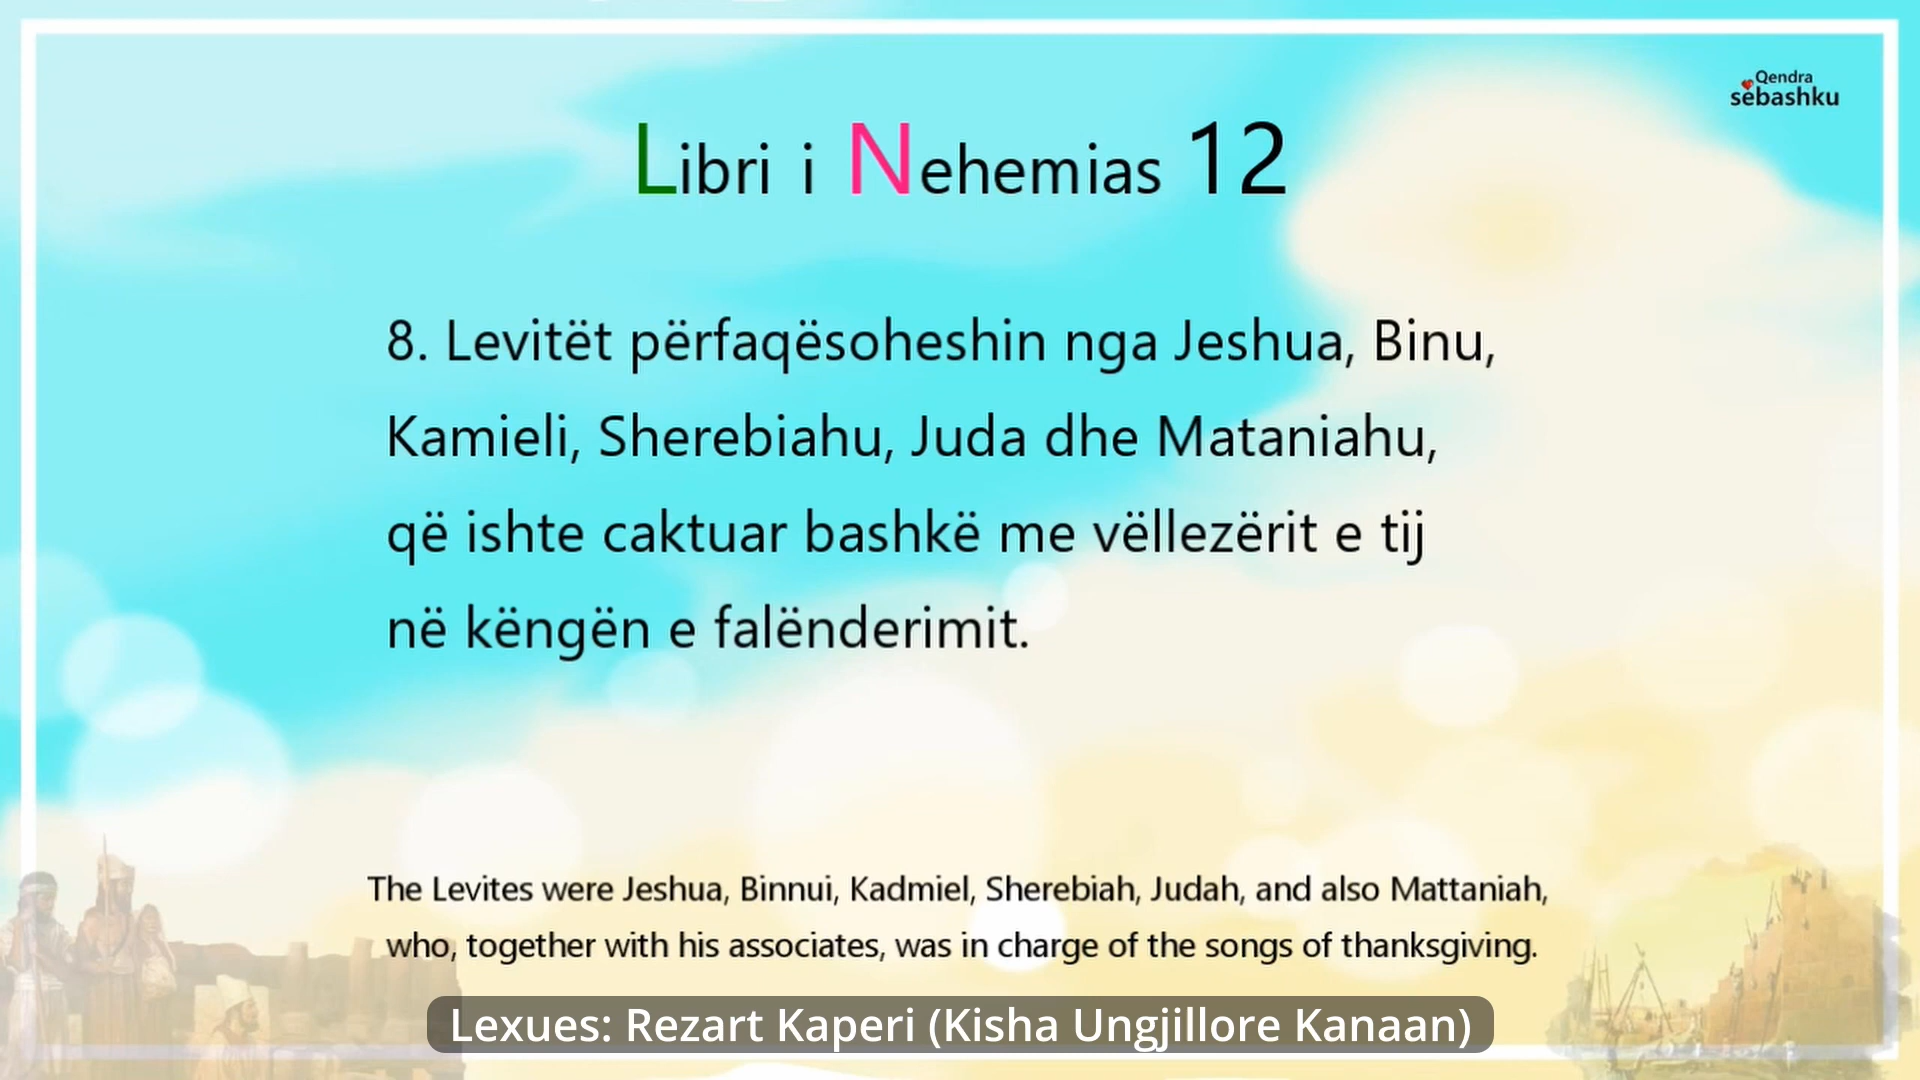 Qendra
sëbashku
Libri i Nehemias 12
8. Levitët përfaqësoheshin nga Jeshua, Binu,
Kamieli, Sherebiahu, Juda dhe Mataniahu,
që ishte caktuar bashkë me vëllezërit e tij
në këngën e falënderimit.
The Levites were Jeshua, Binnui, Kadmiel, Sherebiah, Judah, and also Mattaniah,
who, together with his associates, was in charge of the songs of thanksgiving.
Lexues: Rezart Kaperi (Kisha Ungjillore Kanaan)